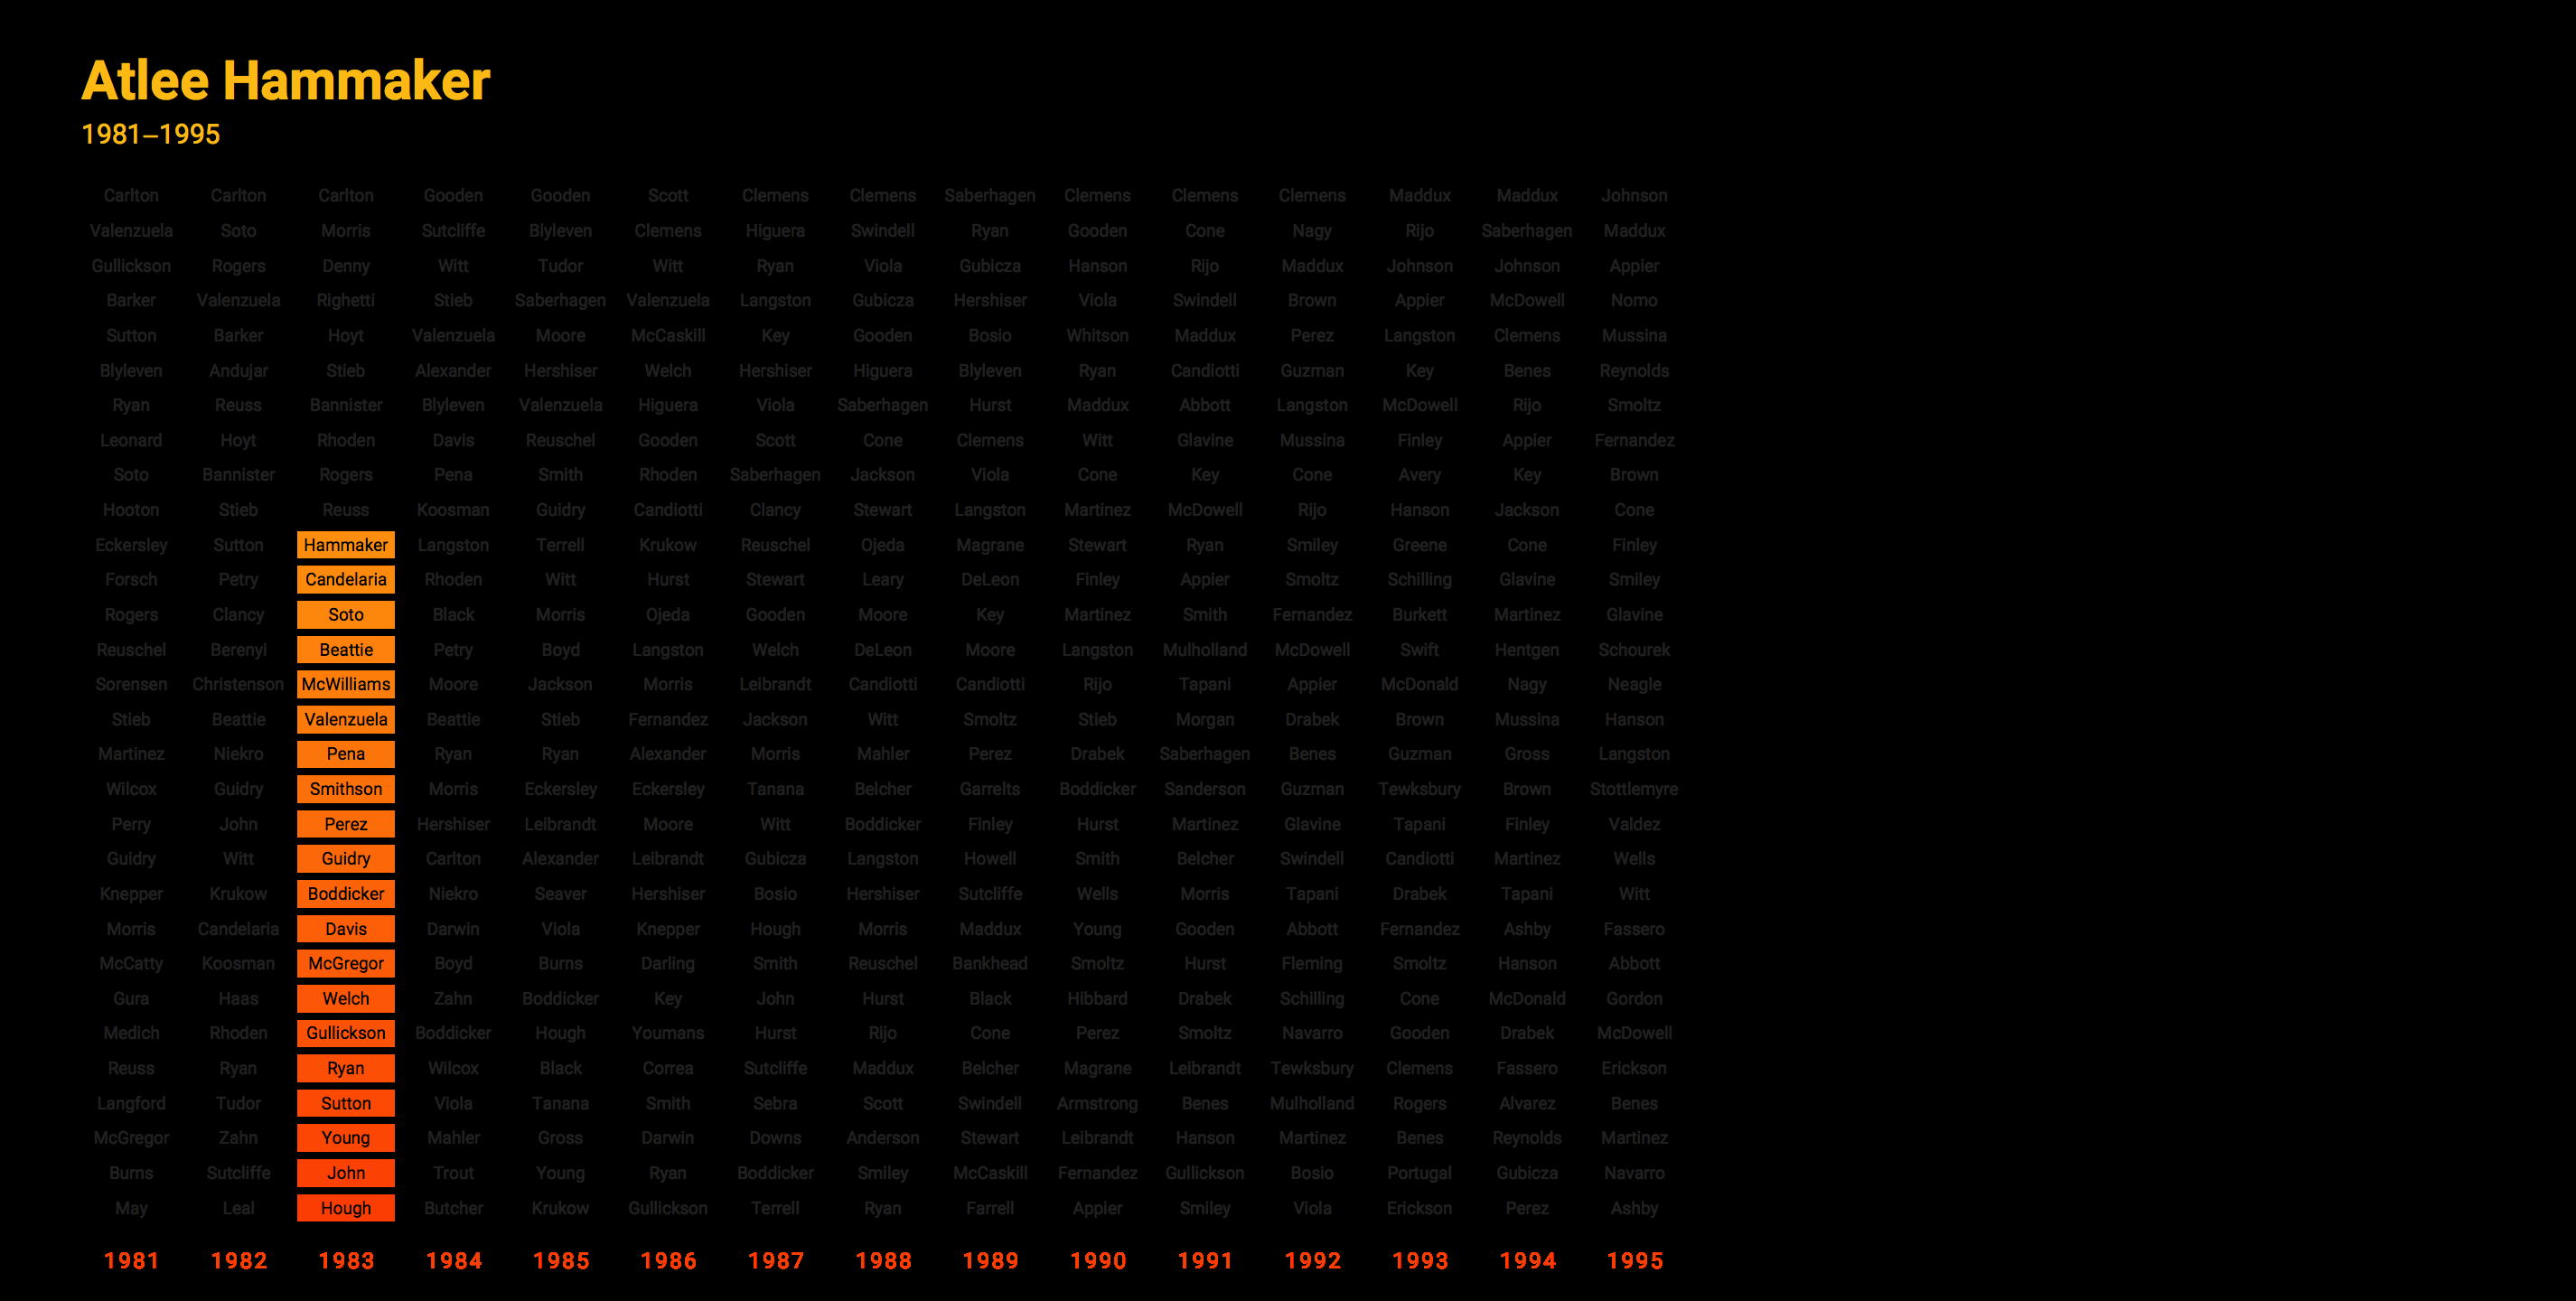 Atlee Hammaker
1981–1995
Carlton Carlton Carlton Gooden Gooden Scott Clemens Clemens Saberhagen Clemens Clemens Clemens Maddux Maddux Johnson
Valenzuela Soto Morris Sutcliffe Blyleven Clemens Higuera Swindell Ryan Gooden Cone Nagy Rijo Saberhagen Maddux
Gullickson Rogers Denny Witt Tudor Witt Ryan Viola Gubicza Hanson Rijo Maddux Johnson Johnson Appier
Barker Valenzuela Righetti Stieb Saberhagen Valenzuela Langston Gubicza Hershiser Viola Swindell Brown Appier McDowell Nomo
Sutton Barker Hoyt Valenzuela Moore McCaskill Key Gooden Bosio Whitson Maddux Perez Langston Clemens Mussina
Blyleven Andujar Stieb Alexander Hershiser Welch Hershiser Higuera Blyleven Ryan Candiotti Guzman Key Benes Reynolds
Ryan Reuss Bannister Blyleven Valenzuela Higuera Viola Saberhagen Hurst Maddux Abbott Langston McDowell Rijo Smoltz
Leonard Hoyt Rhoden Davis Reuschel Gooden Scott Cone Clemens Witt Glavine Mussina Finley Appier Fernandez
Soto Bannister Rogers Pena Smith Rhoden Saberhagen Jackson Viola Cone Key Cone Avery Key Brown
Hooton Stieb Reuss Koosman Guidry Candiotti Clancy Stewart Langston Martinez McDowell Rijo Hanson Jackson Cone
Eckersley Sutton Hammaker Langston Terrell Krukow Reuschel Ojeda Magrane Stewart Ryan Smiley Greene Cone Finley
Forsch Petry Candelaria Rhoden Witt Hurst Stewart Leary DeLeon Finley Appier Smoltz Schilling Glavine Smiley
Rogers Clancy Soto Black Morris Ojeda Gooden Moore Key Martinez Smith Fernandez Burkett Martinez Glavine
Reuschel Berenyi Beattie Petry Boyd Langston Welch DeLeon Moore Langston Mulholland McDowell Swift Hentgen Schourek
Sorensen Christenson McWilliams Moore Jackson Morris Leibrandt Candiotti Candiotti Rijo Tapani Appier McDonald Nagy Neagle
Stieb Beattie Valenzuela Beattie Stieb Fernandez Jackson Witt Smoltz Stieb Morgan Drabek Brown Mussina Hanson
Martinez Niekro Pena Ryan Ryan Alexander Morris Mahler Perez Drabek Saberhagen Benes Guzman Gross Langston
Wilcox Guidry Smithson Morris Eckersley Eckersley Tanana Belcher Garrelts Boddicker Sanderson Guzman Tewksbury Brown Stottlemyre
Perry John Perez Hershiser Leibrandt Moore Witt Boddicker Finley Hurst Martinez Glavine Tapani Finley Valdez
Guidry Witt Guidry Carlton Alexander Leibrandt Gubicza Langston Howell Smith Belcher Swindell Candiotti Martinez Wells
Knepper Krukow Boddicker Niekro Seaver Hershiser Bosio Hershiser Sutcliffe Wells Morris Tapani Drabek Tapani Witt
Morris Candelaria Davis Darwin Viola Knepper Hough Morris Maddux Young Gooden Abbott Fernandez Ashby Fassero
McCatty Koosman McGregor Boyd Burns Darling Smith Reuschel Bankhead Smoltz Hurst Fleming Smoltz Hanson Abbott
Gura Haas Welch Zahn Boddicker Key John Hurst Black Hibbard Drabek Schilling Cone McDonald Gordon
Medich Rhoden Gullickson Boddicker Hough Youmans Hurst Rijo Cone Perez Smoltz Navarro Gooden Drabek McDowell
Reuss Ryan Ryan Wilcox Black Correa Sutcliffe Maddux Belcher Magrane Leibrandt Tewksbury Clemens Fassero Erickson
Langford Tudor Sutton Viola Tanana Smith Sebra Scott Swindell Armstrong Benes Mulholland Rogers Alvarez Benes
McGregor Zahn Young Mahler Gross Darwin Downs Anderson Stewart Leibrandt Hanson Martinez Benes Reynolds Martinez
Burns Sutcliffe John Trout Young Ryan Boddicker Smiley McCaskill Fernandez Gullickson Bosio Portugal Gubicza Navarro
May Leal Hough Butcher Krukow Gullickson Terrell Ryan Farrell Appier Smiley Viola Erickson Perez Ashby
1981 1982 1983 1984 1985 1986 1987 1988 1989 1990 1991 1992 1993 1994 1995